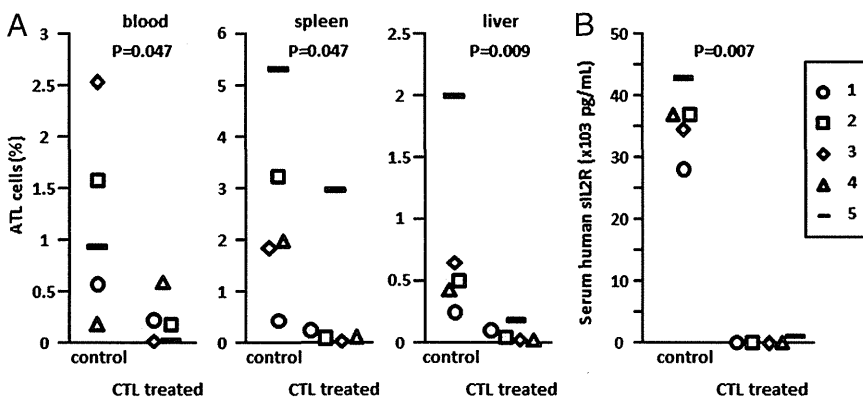 A
blood
P=0.047
3
2.5
2
1.5
1
0.5
0
ATL cells(%)
control
CTL treated
spleen
P=0.047
6
5
4
3
2
1
0
control
CTL treated
liver
P=0.009
2.5
2
1.5
1
0.5
0
control
CTL treated
B
P=0.007
50
40
30
20
10
0
Serum human sIL2R (x103 pg/mL)
control
CTL treated
1
2
3
4
5